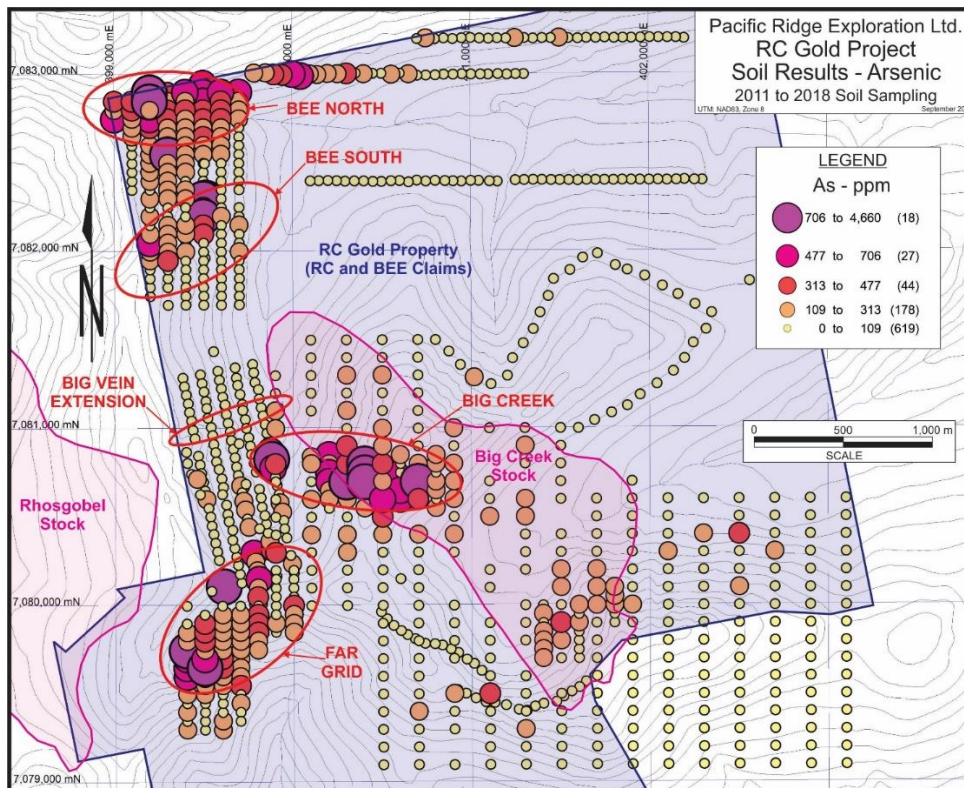 Pacific Ridge Exploration Ltd.
RC Gold Project
Soil Results - Arsenic
2011 to 2018 Soil Sampling
UTM: NAD83, Zone 8
September 20
402,000 mE
7,083,000 mN
BEE NORTH
BEE SOUTH
LEGEND
As - ppm
706 to 4,660 (18)
477 to 706 (27)
313 to 477 (44)
109 to 313 (178)
0 to 109 (619)
7,082,000 mN
RC Gold Property
(RC and BEE Claims)
N
BIG VEIN
EXTENSION
BIG CREEK
7,081,000 mN
0 500 1,000 m
SCALE
Big Creek
Stock
Rhosgobel
Stock
7,080,000 mN
FAR
GRID
7,079,000 mN